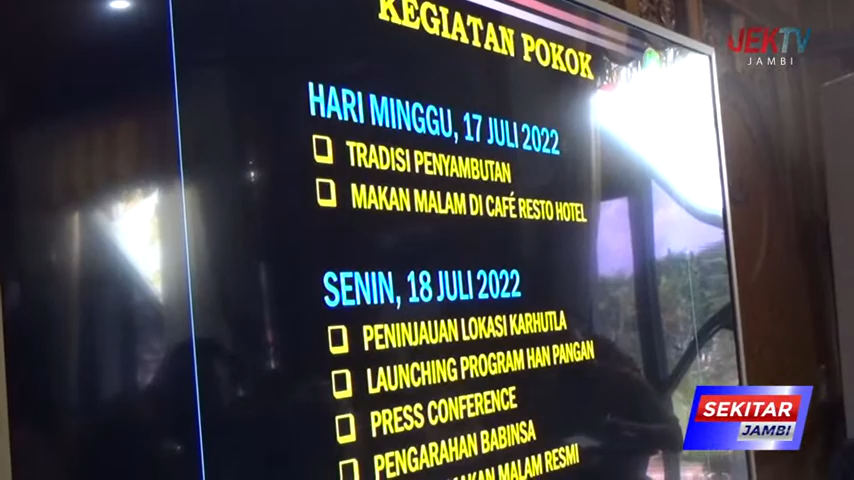 KEGIATAN POKOK
JEKTV
JAMBI
HARI MINGGU, 17 JULI 2022
TRADISI PENYAMBUTAN
MAKAN MALAM DI CAFÉ RESTO HOTEL
SENIN, 18 JULI 2022
PENINJAUAN LOKASI KARHUTLA
LAUNCHING PROGRAM HAN PANGAN
PRESS CONFERENCE
PENGARAHAN BABINSA
MAKAN MALAM RESMI
SEKITAR
JAMBI